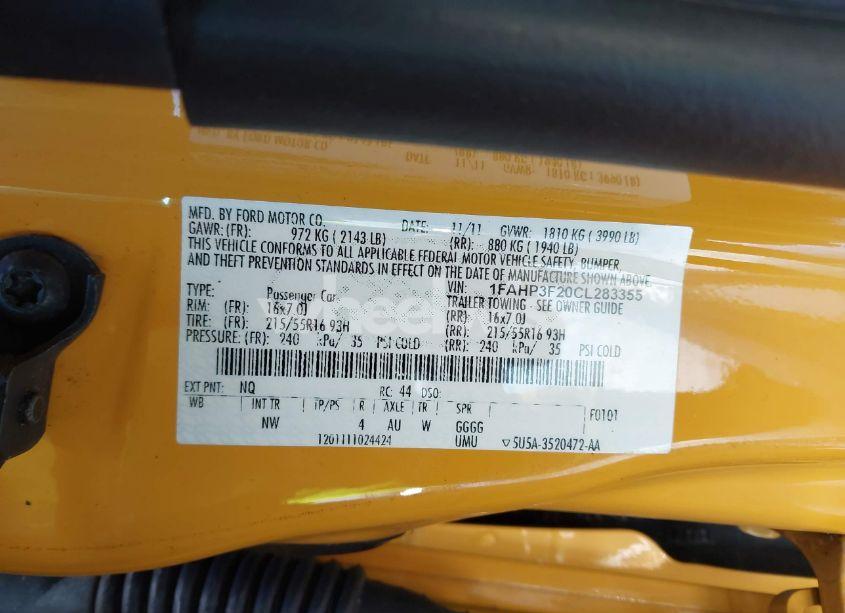 MFD. BY FORD MOTOR CO. DATE: 11/11 GVWR: 1810 KG ( 3990 LB)
GAWR: (FR): 972 KG ( 2143 LB) (RR): 880 KG ( 1940 LB)
THIS VEHICLE CONFORMS TO ALL APPLICABLE FEDERAL MOTOR VEHICLE SAFETY, BUMPER,
AND THEFT PREVENTION STANDARDS IN EFFECT ON THE DATE OF MANUFACTURE SHOWN ABOVE.
VIN: 1FAHP3F20CL283355
TYPE: Passenger Car TRAILER TOWING - SEE OWNER GUIDE
RIM: (FR): 16x7.0J (RR): 16x7.0J
TIRE: (FR): 215/55R16 93H (RR): 215/55R16 93H
PRESSURE: (FR): 240 kPa/ 35 PSI COLD (RR): 240 kPa/ 35 PSI COLD
EXT PNT: NQ RC: 44 DSO:
WB INT TR TP/PS R AXLE TR SPR F0101
NW 4 AU W GGGG
1201111024424 UMU ▽5U5A-3520472-AA